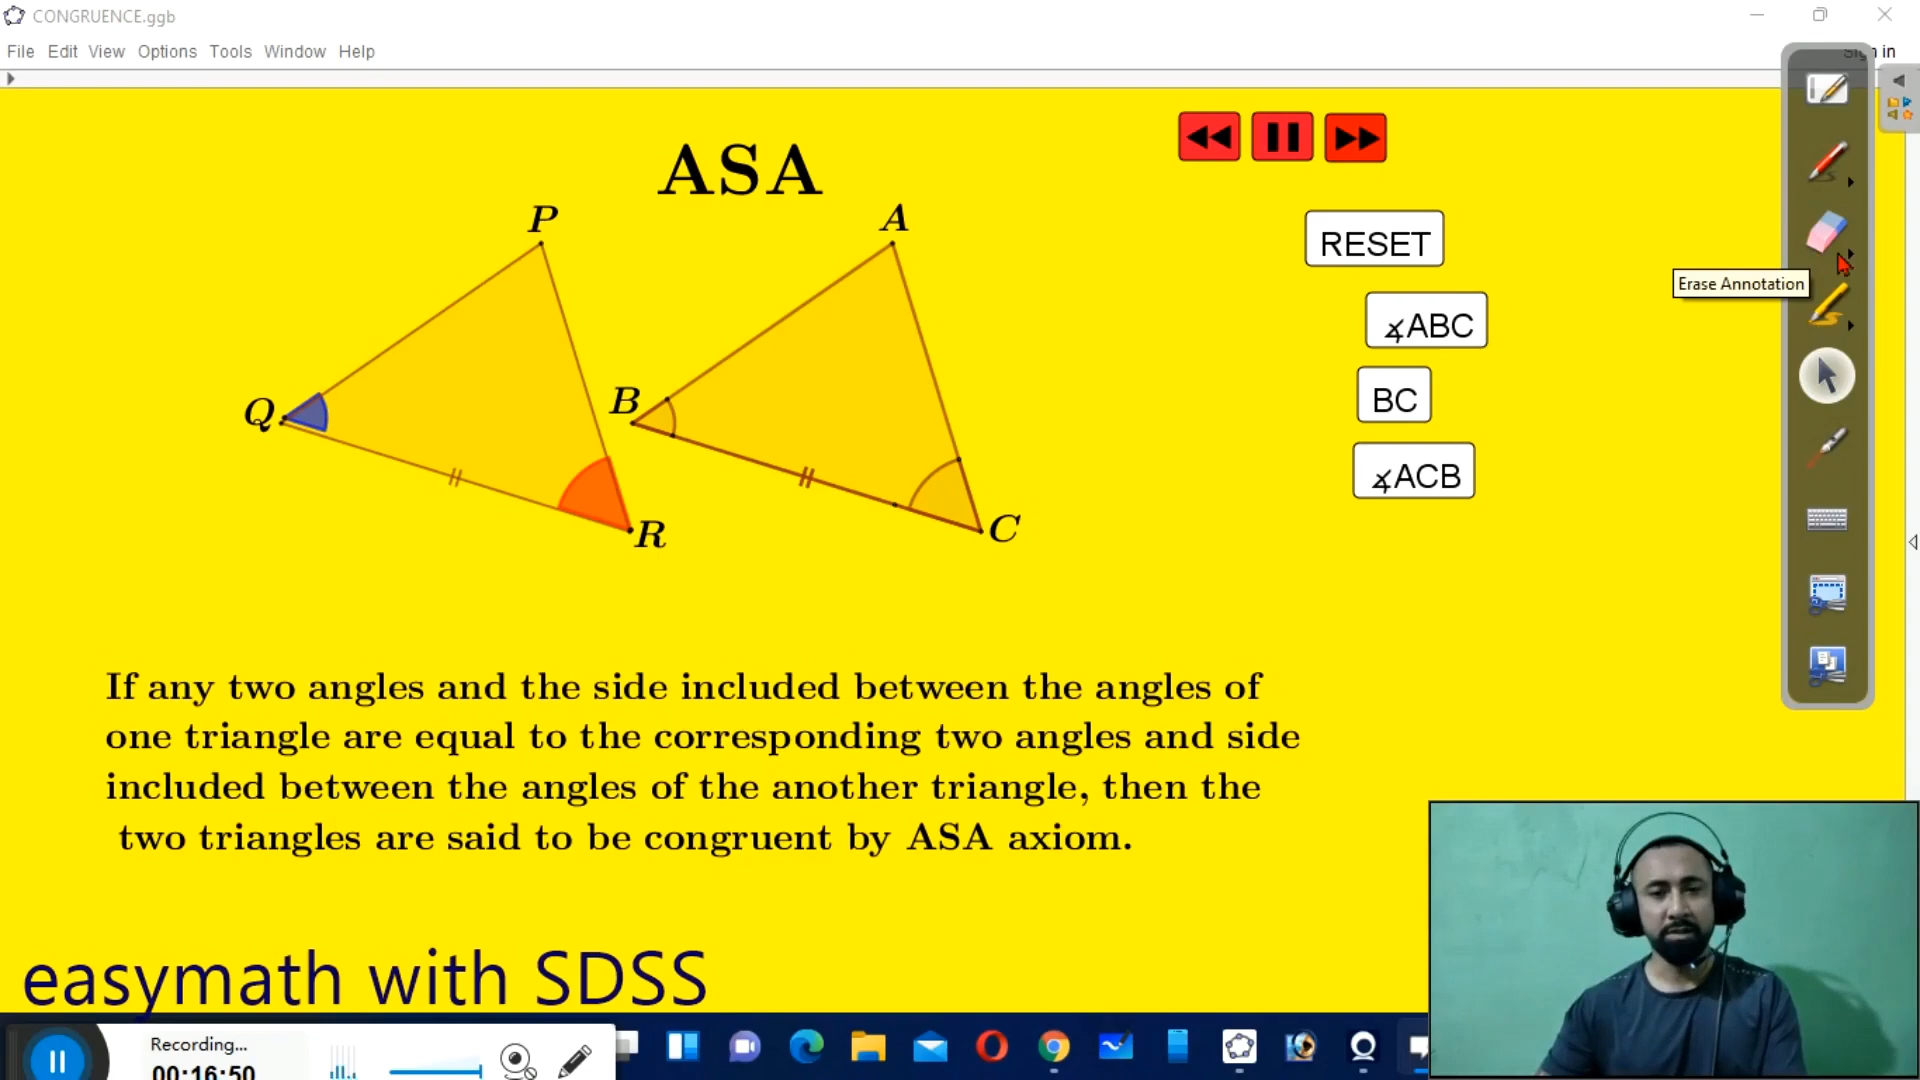 CONGRUENCE.ggb
File Edit View Options Tools Window Help
in
ASA
P
A
RESET
Erase Annotation
∡ABC
B
BC
Q
∡ACB
R
C
If any two angles and the side included between the angles of
one triangle are equal to the corresponding two angles and side
included between the angles of the another triangle, then the
two triangles are said to be congruent by ASA axiom.
easymath with SDSS
Recording...
00:16:50